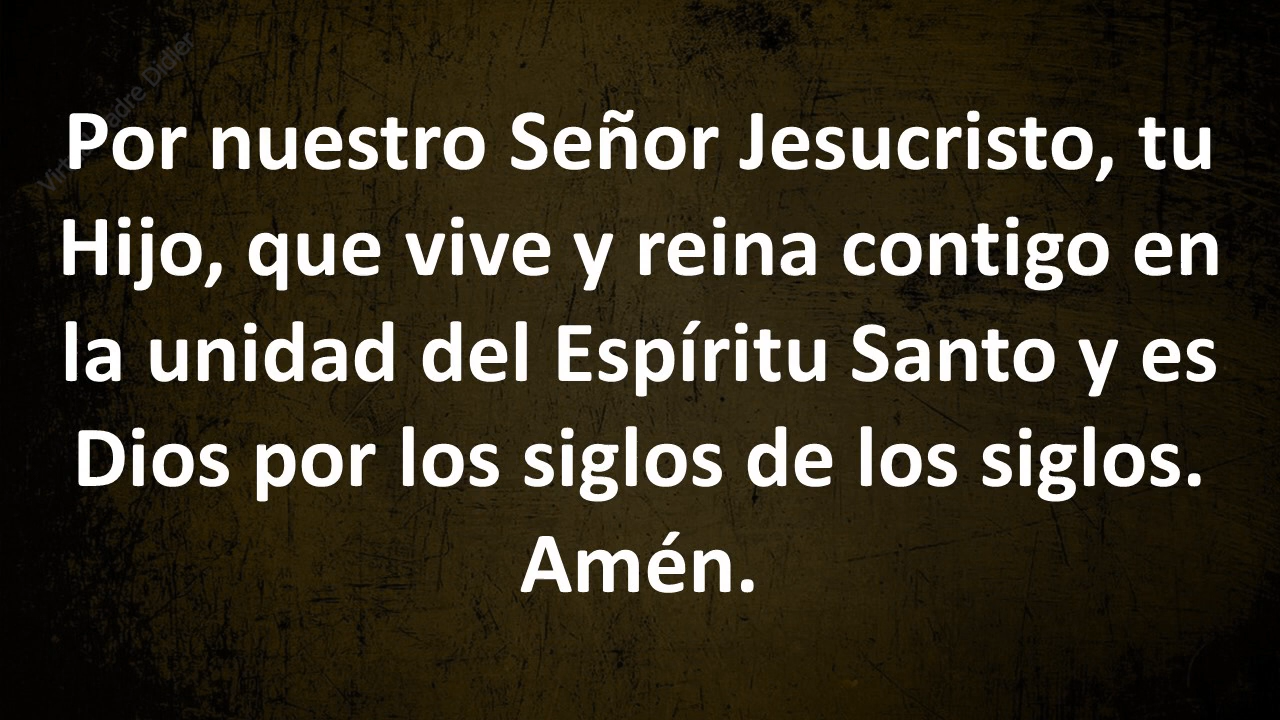 Por nuestro Señor Jesucristo, tu
Hijo, que vive y reina contigo en
la unidad del Espíritu Santo y es
Dios por los siglos de los siglos.
Amén.
Didier